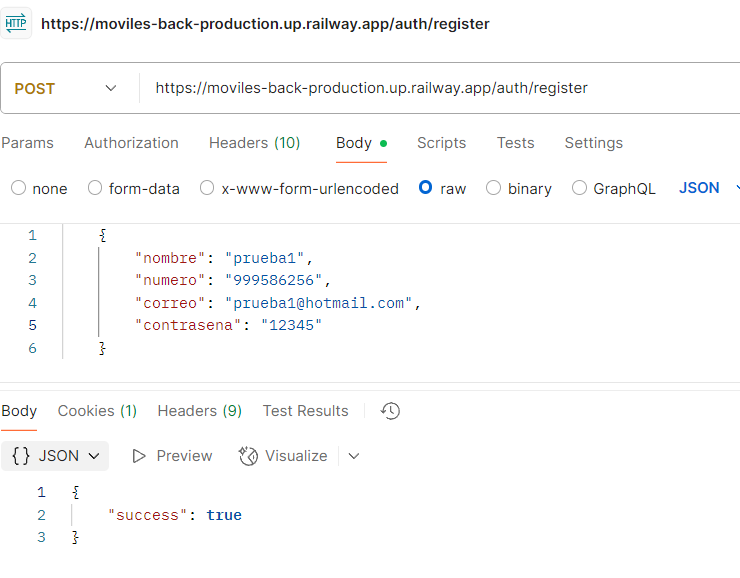 HTTP https://moviles-back-production.up.railway.app/auth/register
POST https://moviles-back-production.up.railway.app/auth/register
Params Authorization Headers (10) Body Scripts Tests Settings
none form-data x-www-form-urlencoded raw binary GraphQL JSON
1 {
2 "nombre": "prueba1",
3 "numero": "999586256",
4 "correo": "prueba1@hotmail.com",
5 "contrasena": "12345"
6 }
Body Cookies (1) Headers (9) Test Results
{} JSON Preview Visualize
1 {
2 "success": true
3 }